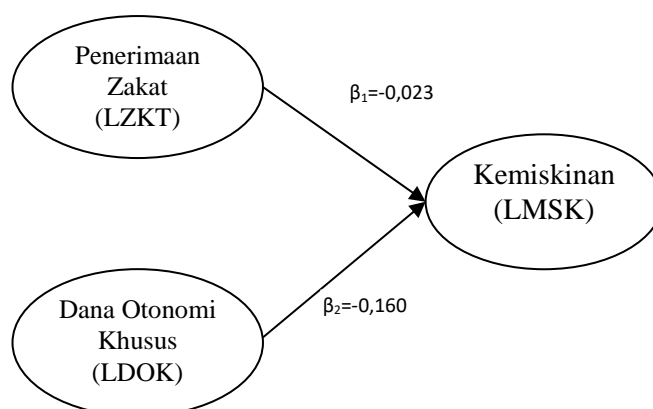 Penerimaan
Zakat
(LZKT)
β₁=-0,023
Kemiskinan
(LMSK)
Dana Otonomi
Khusus
(LDOK)
β₂=-0,160